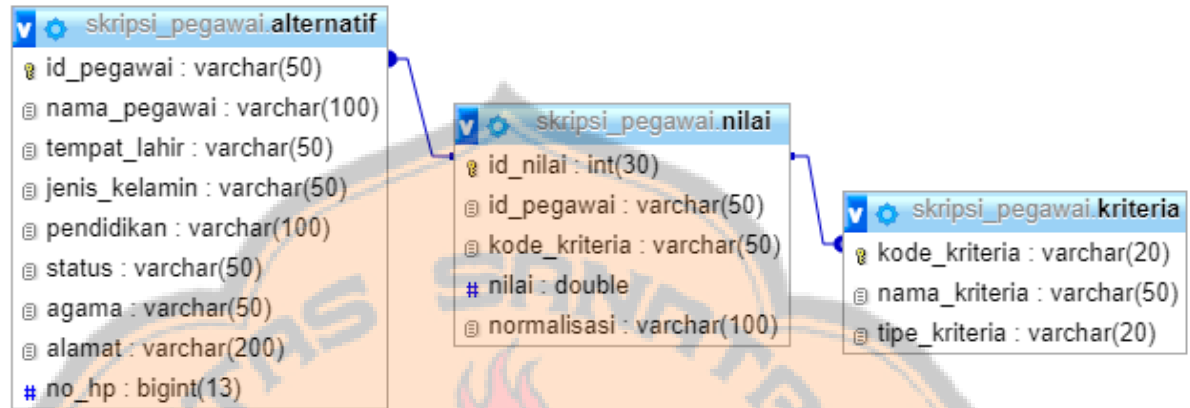 v skripsi_pegawai.alternatif
id_pegawai : varchar(50)
nama_pegawai : varchar(100)
tempat_lahir : varchar(50)
jenis_kelamin : varchar(50)
pendidikan : varchar(100)
status : varchar(50)
agama : varchar(50)
alamat : varchar(200)
# no_hp : bigint(13)
v skripsi_pegawai.nilai
id_nilai : int(30)
id_pegawai : varchar(50)
kode_kriteria : varchar(50)
# nilai : double
normalisasi : varchar(100)
v skripsi_pegawai.kriteria
kode_kriteria : varchar(20)
nama_kriteria : varchar(50)
tipe_kriteria : varchar(20)